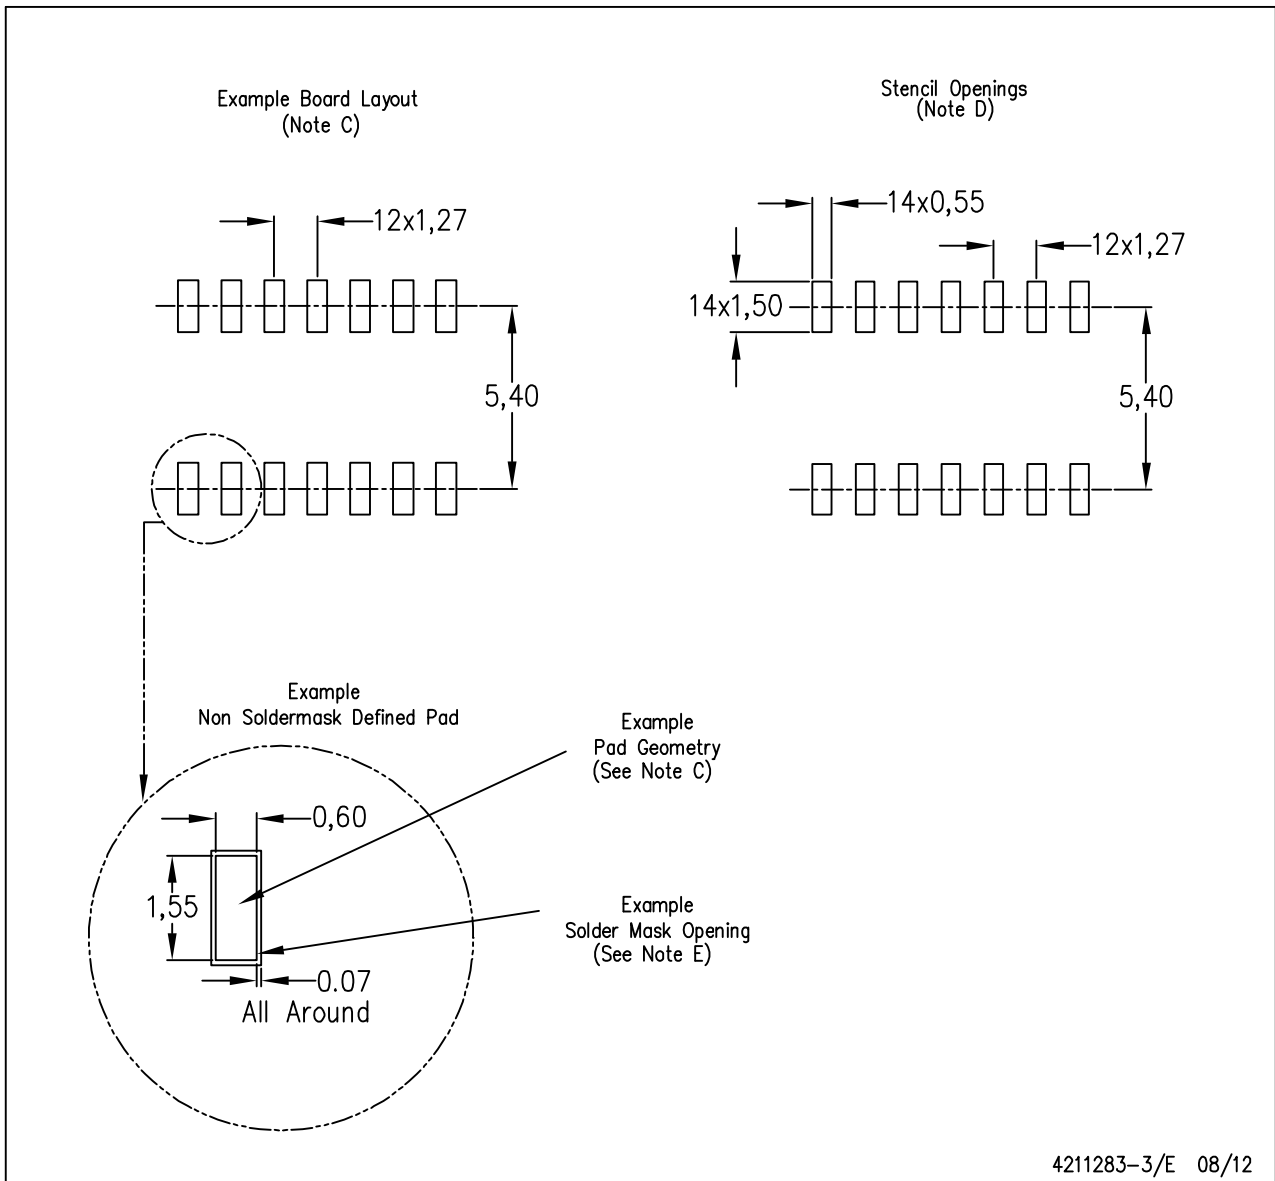 Example Board Layout
(Note C)
Stencil Openings
(Note D)
12x1,27
5,40
14x0,55
12x1,27
14x1,50
5,40
Example
Non Soldermask Defined Pad
0,60
1,55
0.07
All Around
Example
Pad Geometry
(See Note C)
Example
Solder Mask Opening
(See Note E)
4211283-3/E 08/12